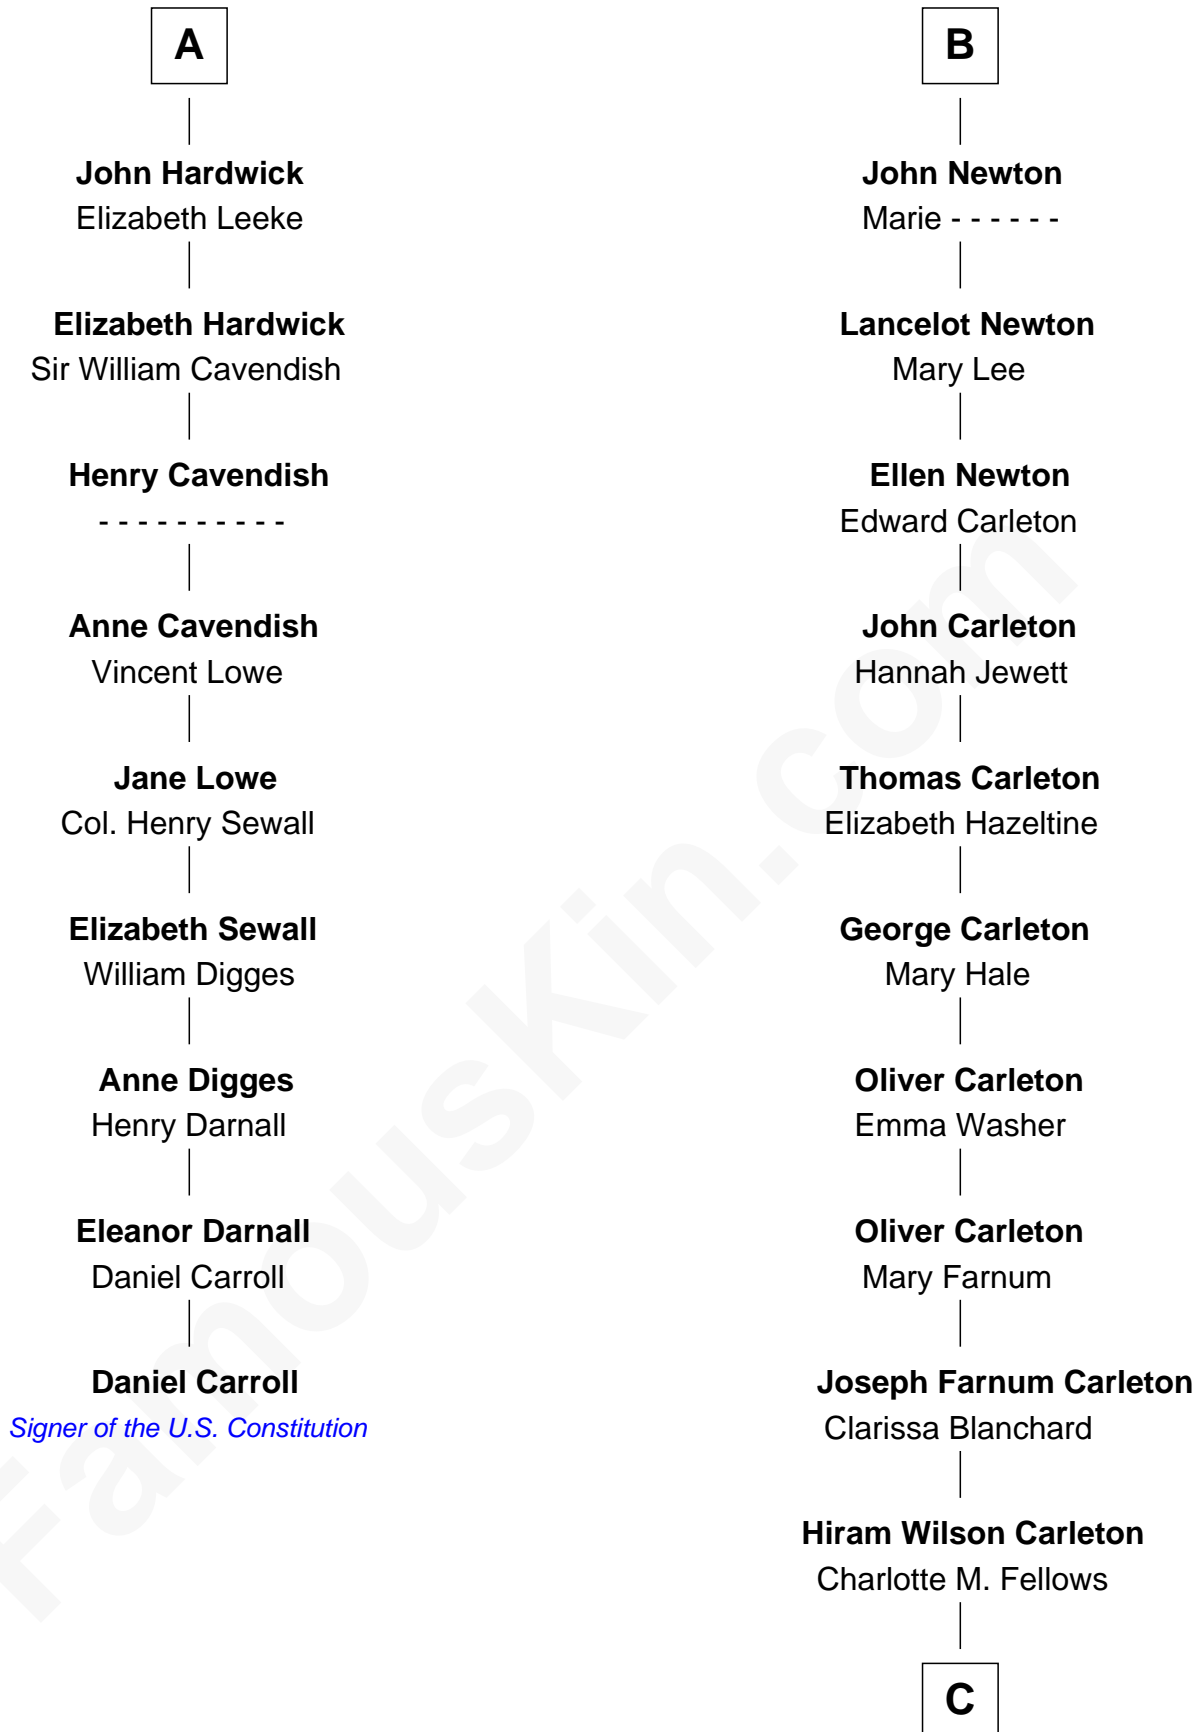 A
John Hardwick
Elizabeth Leeke
Elizabeth Hardwick
Sir William Cavendish
Henry Cavendish
- - - - - - - - - -
Anne Cavendish
Vincent Lowe
Jane Lowe
Col. Henry Sewall
Elizabeth Sewall
William Digges
Anne Digges
Henry Darnall
Eleanor Darnall
Daniel Carroll
Daniel Carroll
Signer of the U.S. Constitution
B
John Newton
Marie - - - - - -
Lancelot Newton
Mary Lee
Ellen Newton
Edward Carleton
John Carleton
Hannah Jewett
Thomas Carleton
Elizabeth Hazeltine
George Carleton
Mary Hale
Oliver Carleton
Emma Washer
Oliver Carleton
Mary Farnum
Joseph Farnum Carleton
Clarissa Blanchard
Hiram Wilson Carleton
Charlotte M. Fellows
C
FamousKin.com